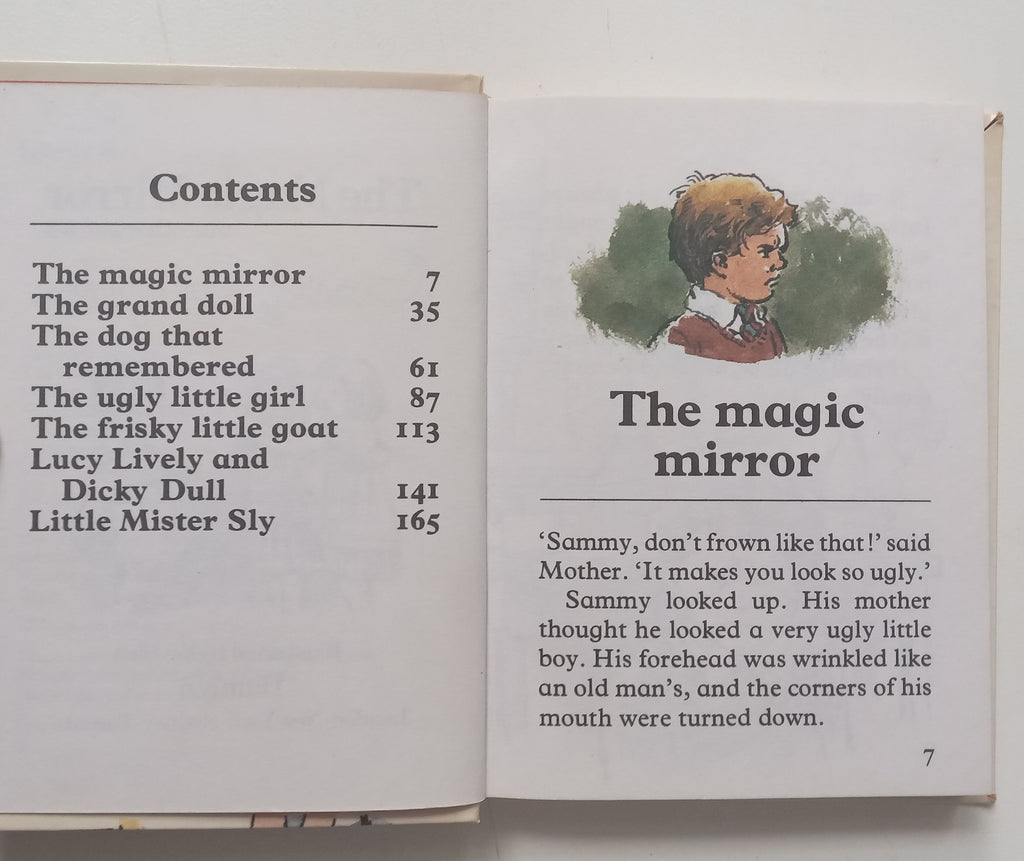 Contents
The magic mirror 7
The grand doll 35
The dog that
remembered 61
The ugly little girl 87
The frisky little goat 113
Lucy Lively and
Dicky Dull 141
Little Mister Sly 165
The magic
mirror
‘Sammy, don’t frown like that!’ said
Mother. ‘It makes you look so ugly.’
Sammy looked up. His mother
thought he looked a very ugly little
boy. His forehead was wrinkled like
an old man’s, and the corners of his
mouth were turned down.
7